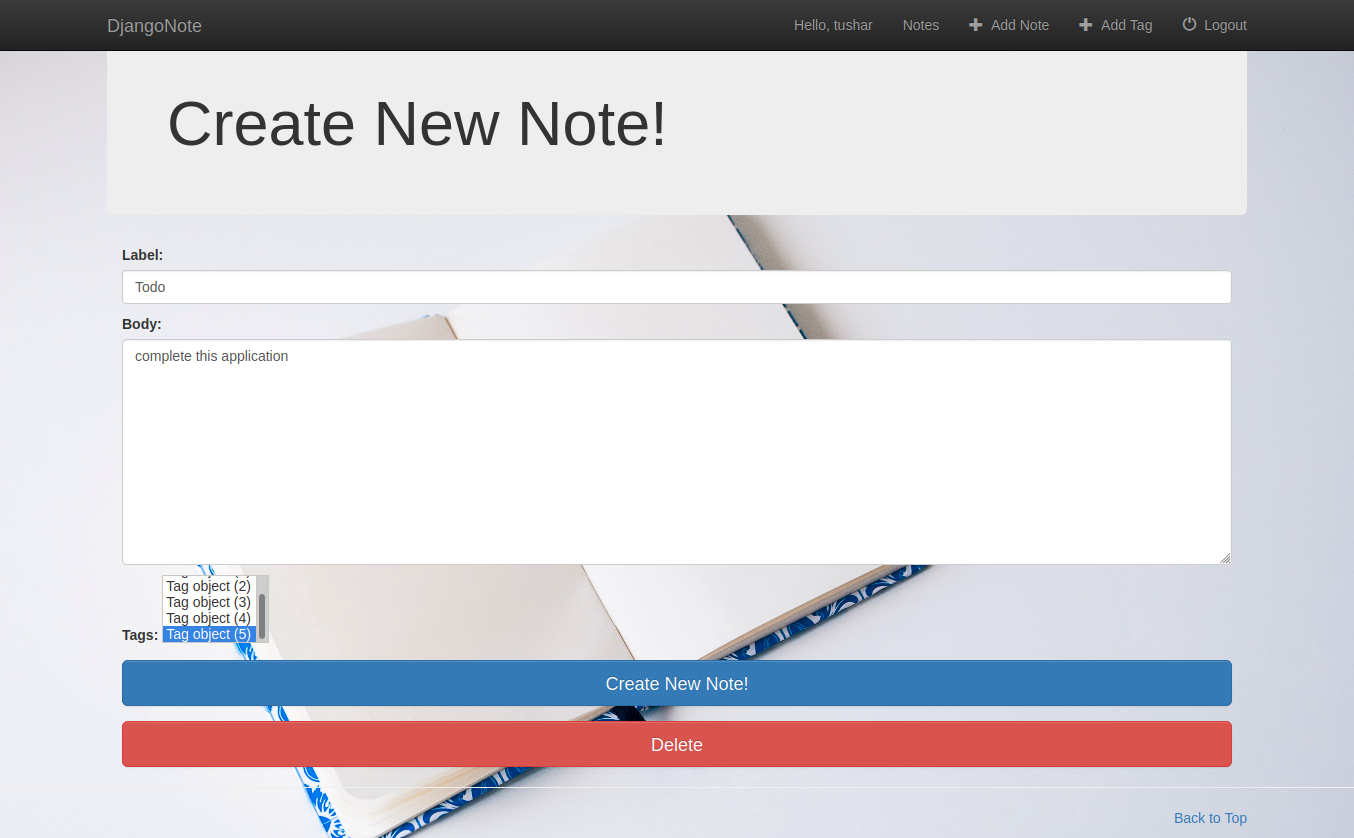 DjangoNote
Hello, tushar
Notes
Add Note
Add Tag
Logout
Create New Note!
Label:
Todo
Body:
complete this application
Tag object (2)
Tag object (3)
Tag object (4)
Tags: Tag object (5)
Create New Note!
Delete
Back to Top